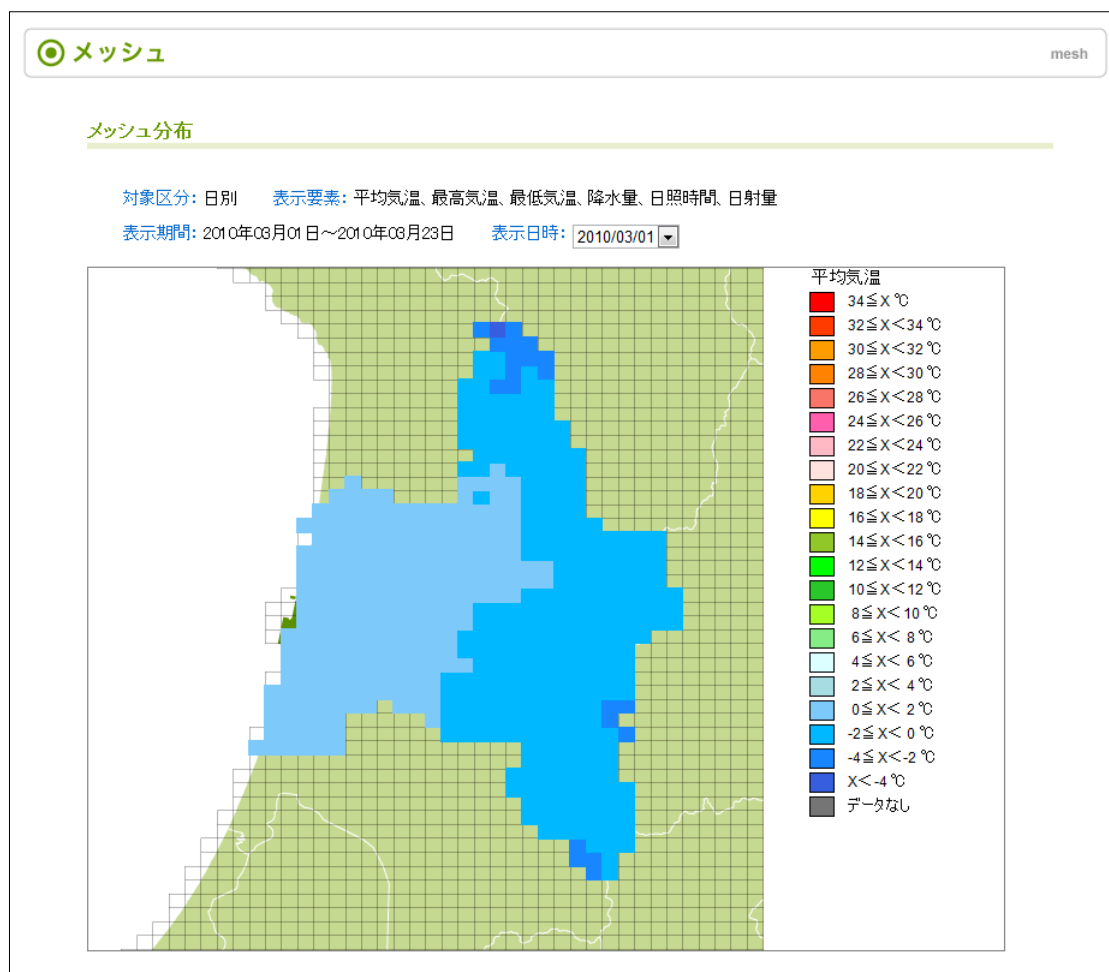 メッシュ
mesh
メッシュ分布
対象区分: 日別 表示要素: 平均気温、最高気温、最低気温、降水量、日照時間、日射量
表示期間: 2010年03月01日～2010年03月23日 表示日時: 2010/03/01
平均気温
34≦X ℃
32≦X＜34 ℃
30≦X＜32 ℃
28≦X＜30 ℃
26≦X＜28 ℃
24≦X＜26 ℃
22≦X＜24 ℃
20≦X＜22 ℃
18≦X＜20 ℃
16≦X＜18 ℃
14≦X＜16 ℃
12≦X＜14 ℃
10≦X＜12 ℃
8≦X＜10 ℃
6≦X＜ 8 ℃
4≦X＜ 6 ℃
2≦X＜ 4 ℃
0≦X＜ 2 ℃
-2≦X＜ 0 ℃
-4≦X＜-2 ℃
X＜-4 ℃
データなし